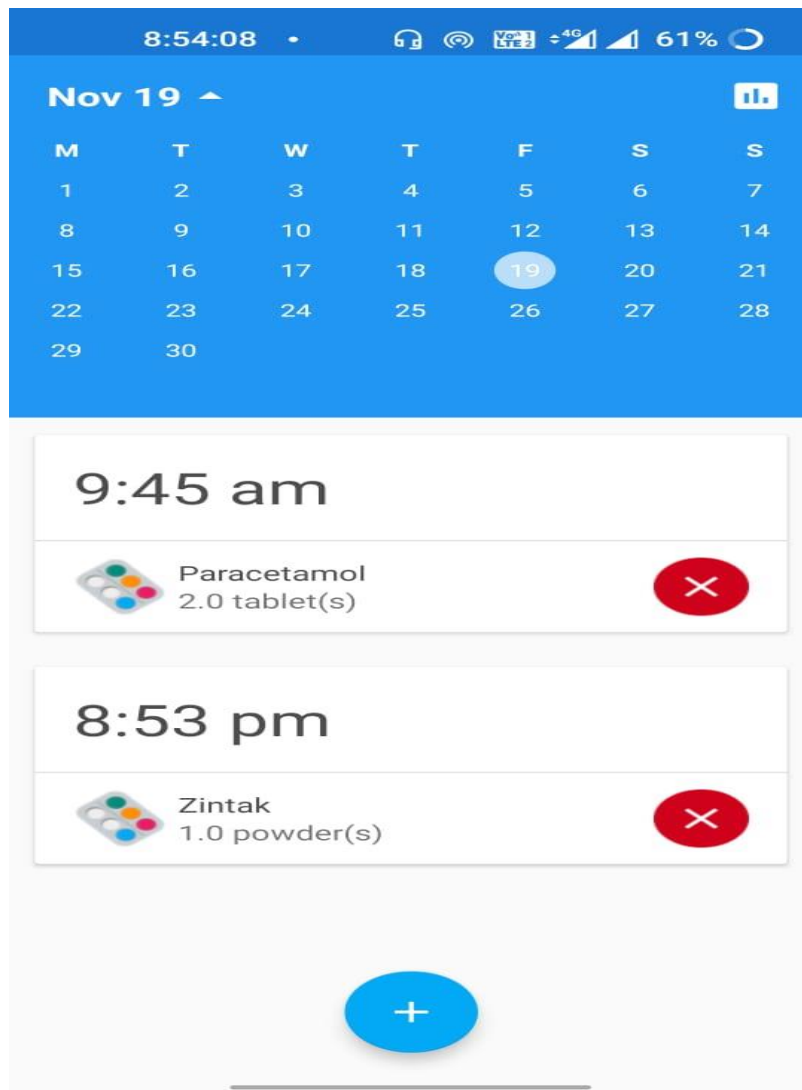 8:54:08 4G 61%
Nov 19
M T W T F S S
1 2 3 4 5 6 7
8 9 10 11 12 13 14
15 16 17 18 19 20 21
22 23 24 25 26 27 28
29 30
9:45 am
Paracetamol
2.0 tablet(s)
8:53 pm
Zintak
1.0 powder(s)